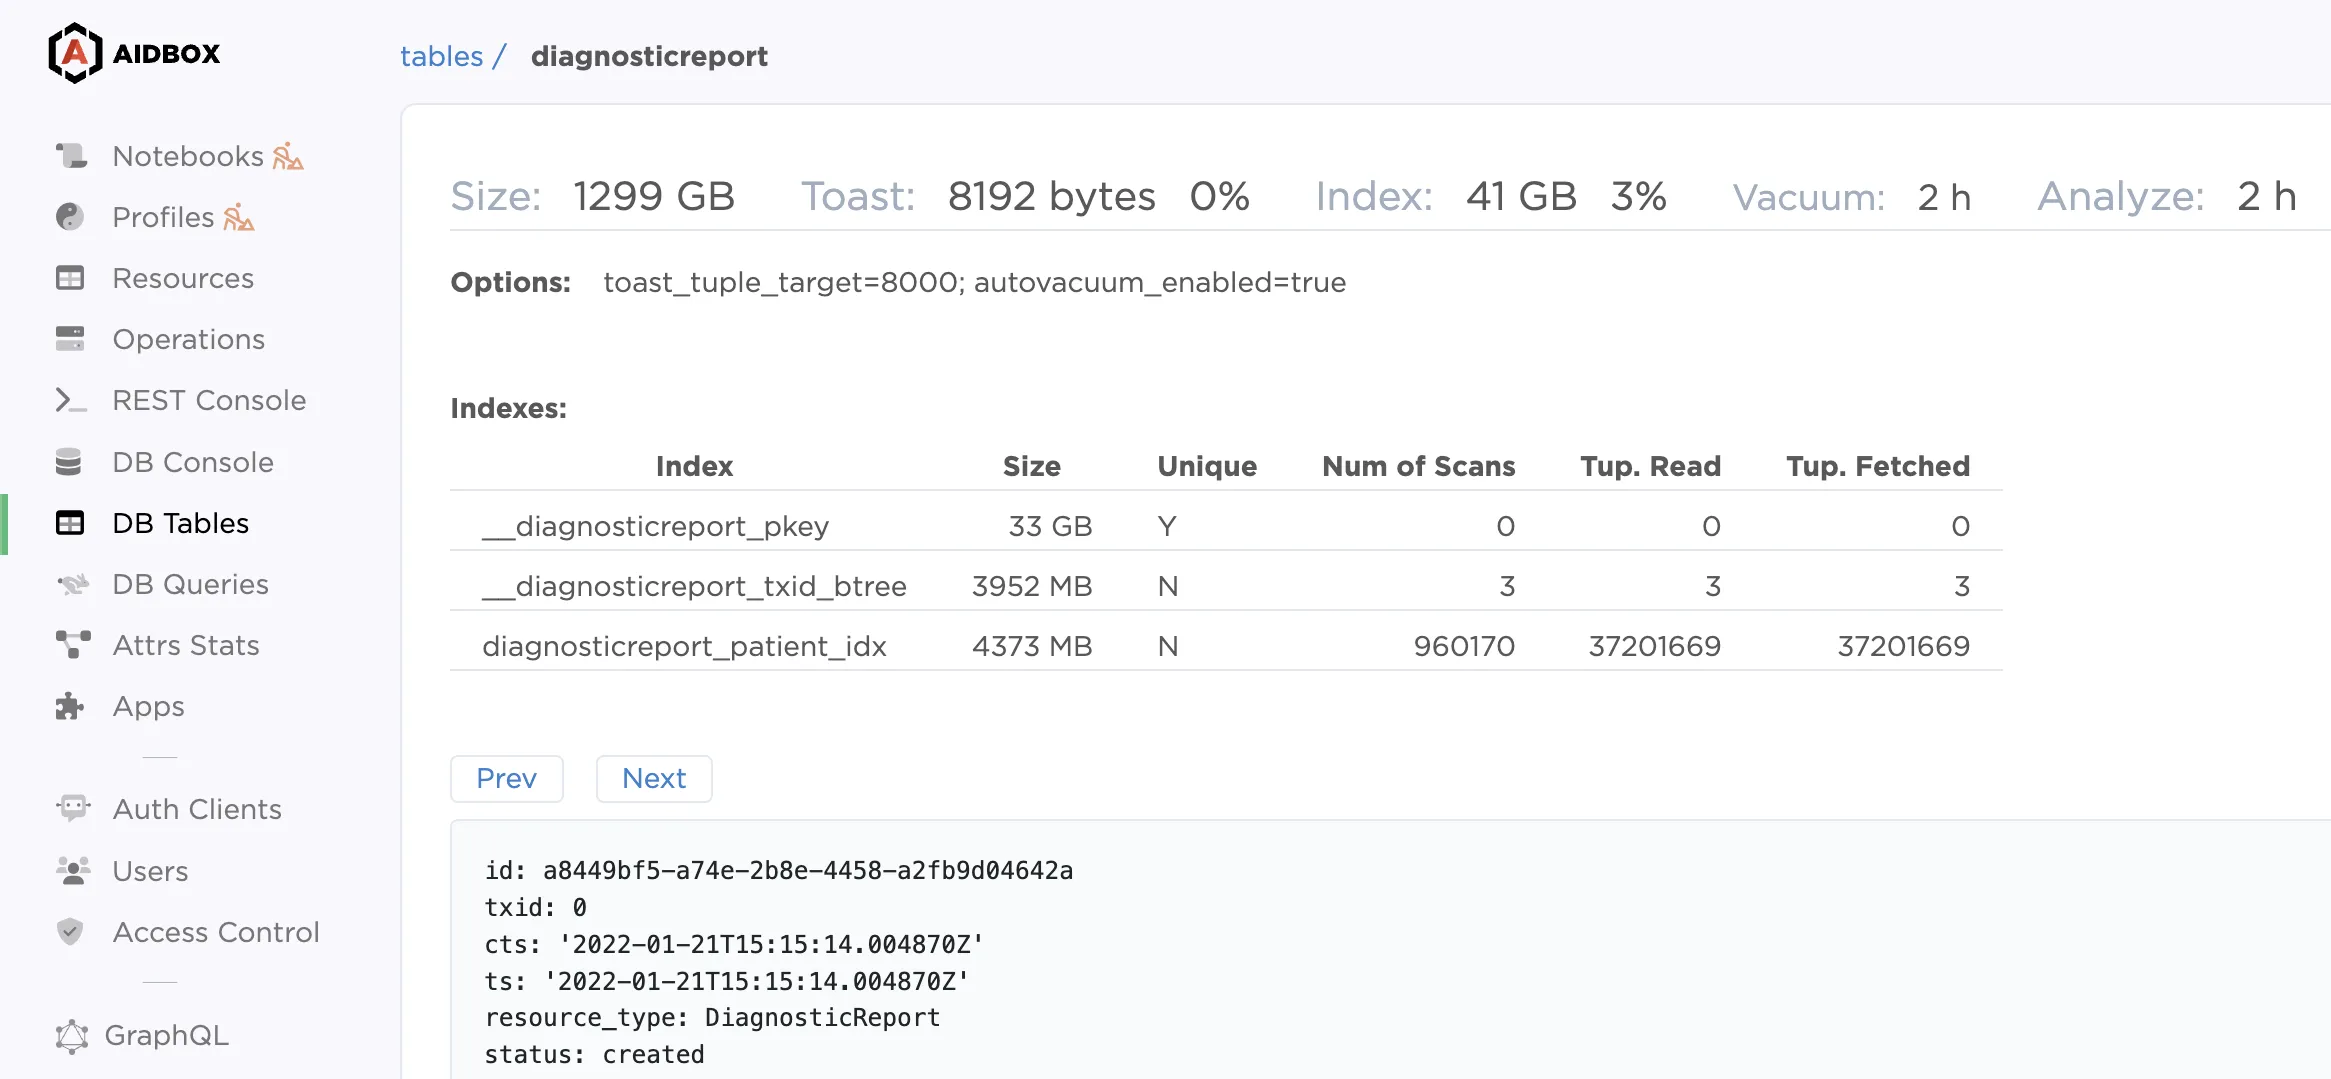 AIDBOX
tables / diagnosticreport
Notebooks
Profiles
Resources
Operations
REST Console
DB Console
DB Tables
DB Queries
Attrs Stats
Apps
Auth Clients
Users
Access Control
GraphQL
Size: 1299 GB Toast: 8192 bytes 0% Index: 41 GB 3% Vacuum: 2 h Analyze: 2 h
Options: toast_tuple_target=8000; autovacuum_enabled=true
Indexes:
Index Size Unique Num of Scans Tup. Read Tup. Fetched
__diagnosticreport_pkey 33 GB Y 0 0 0
__diagnosticreport_txid_btree 3952 MB N 3 3 3
diagnosticreport_patient_idx 4373 MB N 960170 37201669 37201669
Prev Next
id: a8449bf5-a74e-2b8e-4458-a2fb9d04642a
txid: 0
cts: '2022-01-21T15:15:14.004870Z'
ts: '2022-01-21T15:15:14.004870Z'
resource_type: DiagnosticReport
status: created